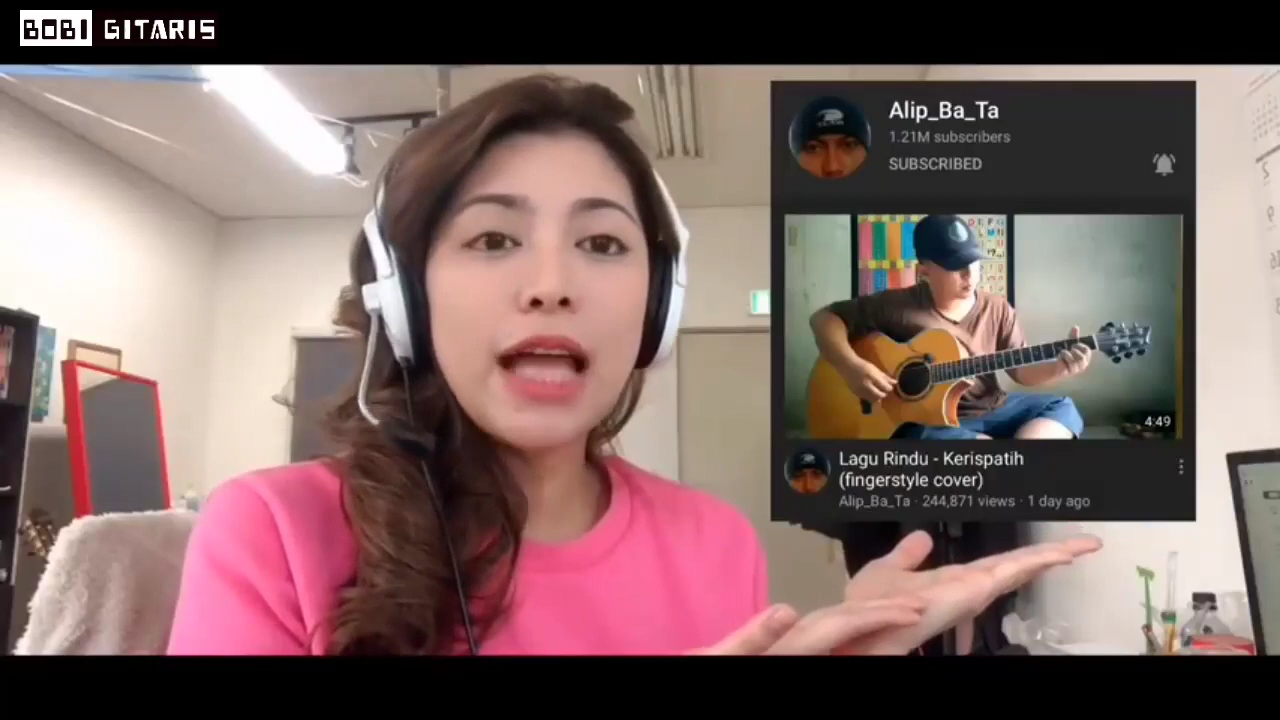 BOBI GITARIS
Alip_Ba_Ta
1.21M subscribers
SUBSCRIBED
4:49
Lagu Rindu - Kerispatih
(fingerstyle cover)
Alip_Ba_Ta · 244,871 views · 1 day ago